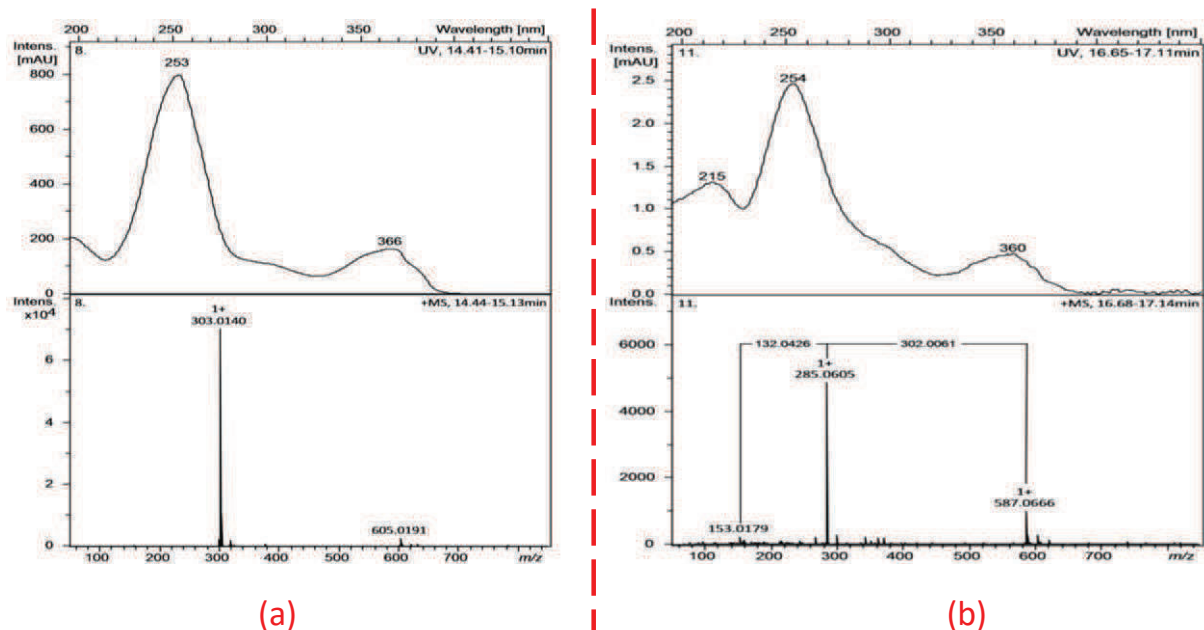 200 250 300 350 Wavelength [nm]
Intens. [mAU]
8.
UV, 14.41-15.10min
253
366
800
600
400
200
0
Intens. x10⁴
8.
+MS, 14.44-15.13min
1+
303.0140
605.0191
6
4
2
0
100 200 300 400 500 600 700 m/z
(a)
200 250 300 350 Wavelength [nm]
Intens. [mAU]
11.
UV, 16.65-17.11min
215
254
360
2.5
2.0
1.5
1.0
0.5
0.0
Intens.
11.
+MS, 16.68-17.14min
132.0426
302.0061
1+
285.0605
1+
587.0666
153.0179
6000
4000
2000
0
100 200 300 400 500 600 700 m/z
(b)